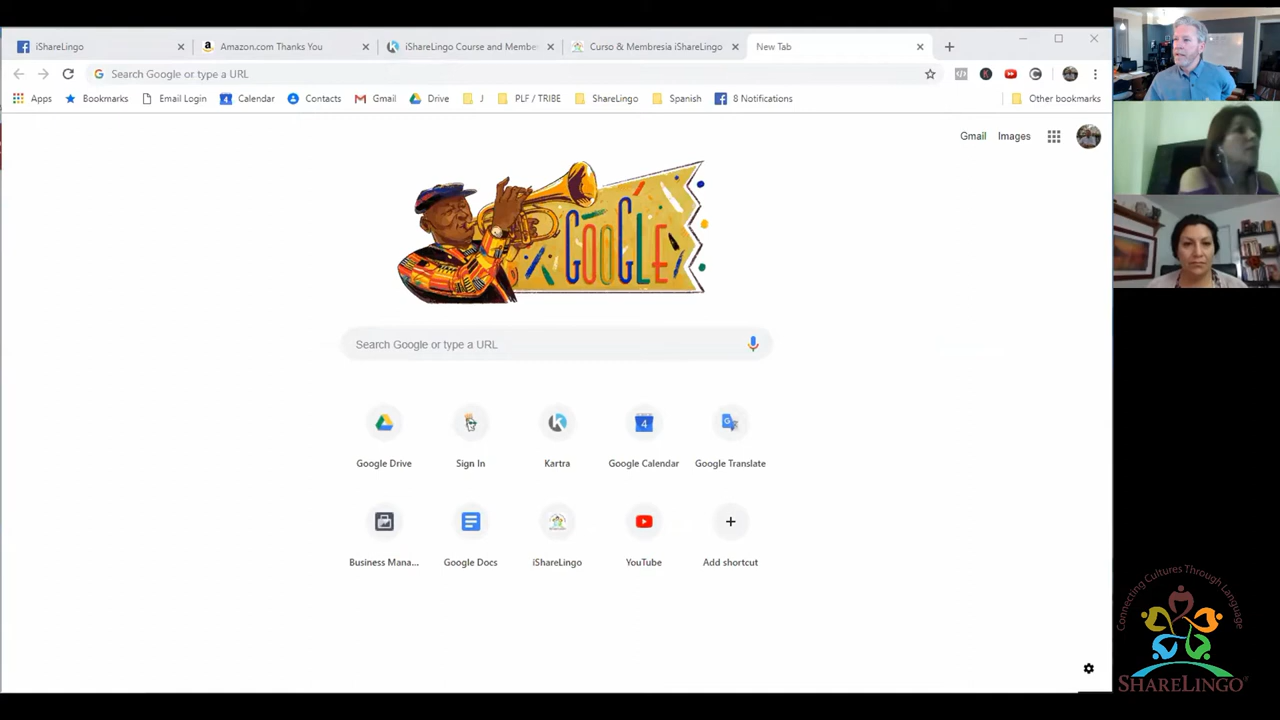 iShareLingo
Amazon.com Thank You
iShareLingo Course and Membe
Curso & Membresia iShareLingo
New Tab
Search Google or type a URL
Apps
Bookmarks
Email Login
4
Calendar
Contacts
Gmail
Drive
J
PLF / TRIBE
ShareLingo
Spanish
8 Notifications
Other bookmarks
Gmail
Images
GOOGLE
Search Google or type a URL
Google Drive
Sign In
Kartra
4
Google Calendar
Google Translate
Business Mana...
Google Docs
iShareLingo
YouTube
Add shortcut
Connecting Cultures Through Language
SHARELINGO